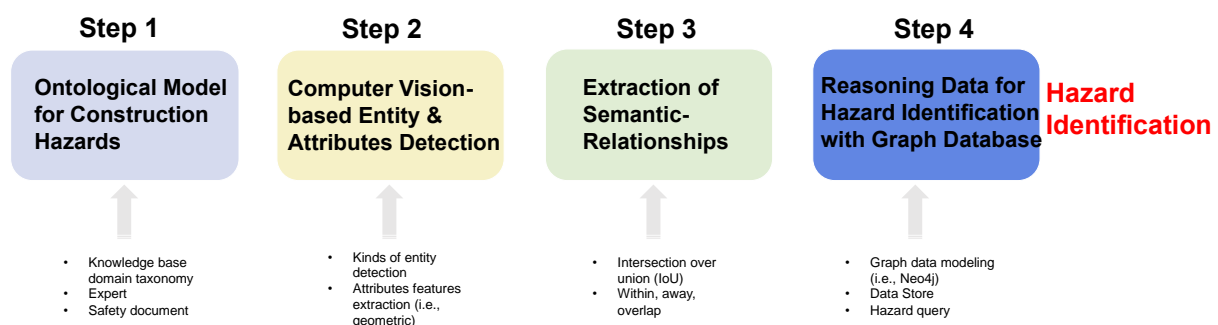 Step 1
Step 2
Step 3
Step 4
Ontological Model
for Construction
Hazards
Computer Vision-
based Entity &
Attributes Detection
Extraction of
Semantic-
Relationships
Reasoning Data for
Hazard Identification
with Graph Database
Hazard
Identification
• Knowledge base
domain taxonomy
• Expert
• Safety document
• Kinds of entity
detection
• Attributes features
extraction (i.e.,
geometric)
• Intersection over
union (IoU)
• Within, away,
overlap
• Graph data modeling
(i.e., Neo4j)
• Data Store
• Hazard query